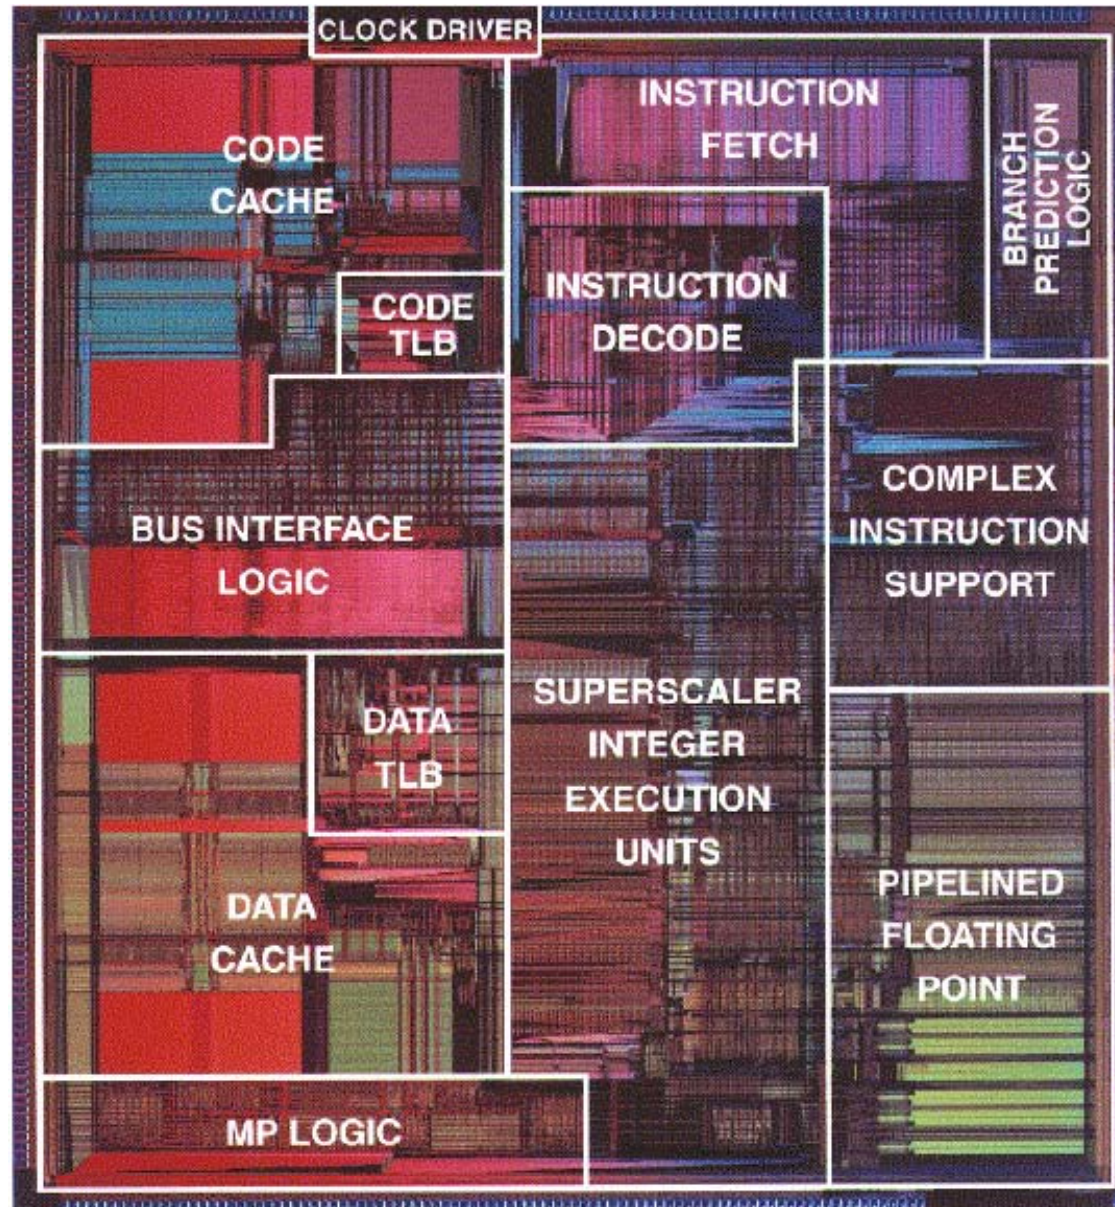 CLOCK DRIVER
CODE
CACHE
INSTRUCTION
FETCH
BRANCH
PREDICTION
LOGIC
CODE
TLB
INSTRUCTION
DECODE
BUS INTERFACE
LOGIC
COMPLEX
INSTRUCTION
SUPPORT
DATA
TLB
SUPERSCALER
INTEGER
EXECUTION
UNITS
DATA
CACHE
PIPELINED
FLOATING
POINT
MP LOGIC